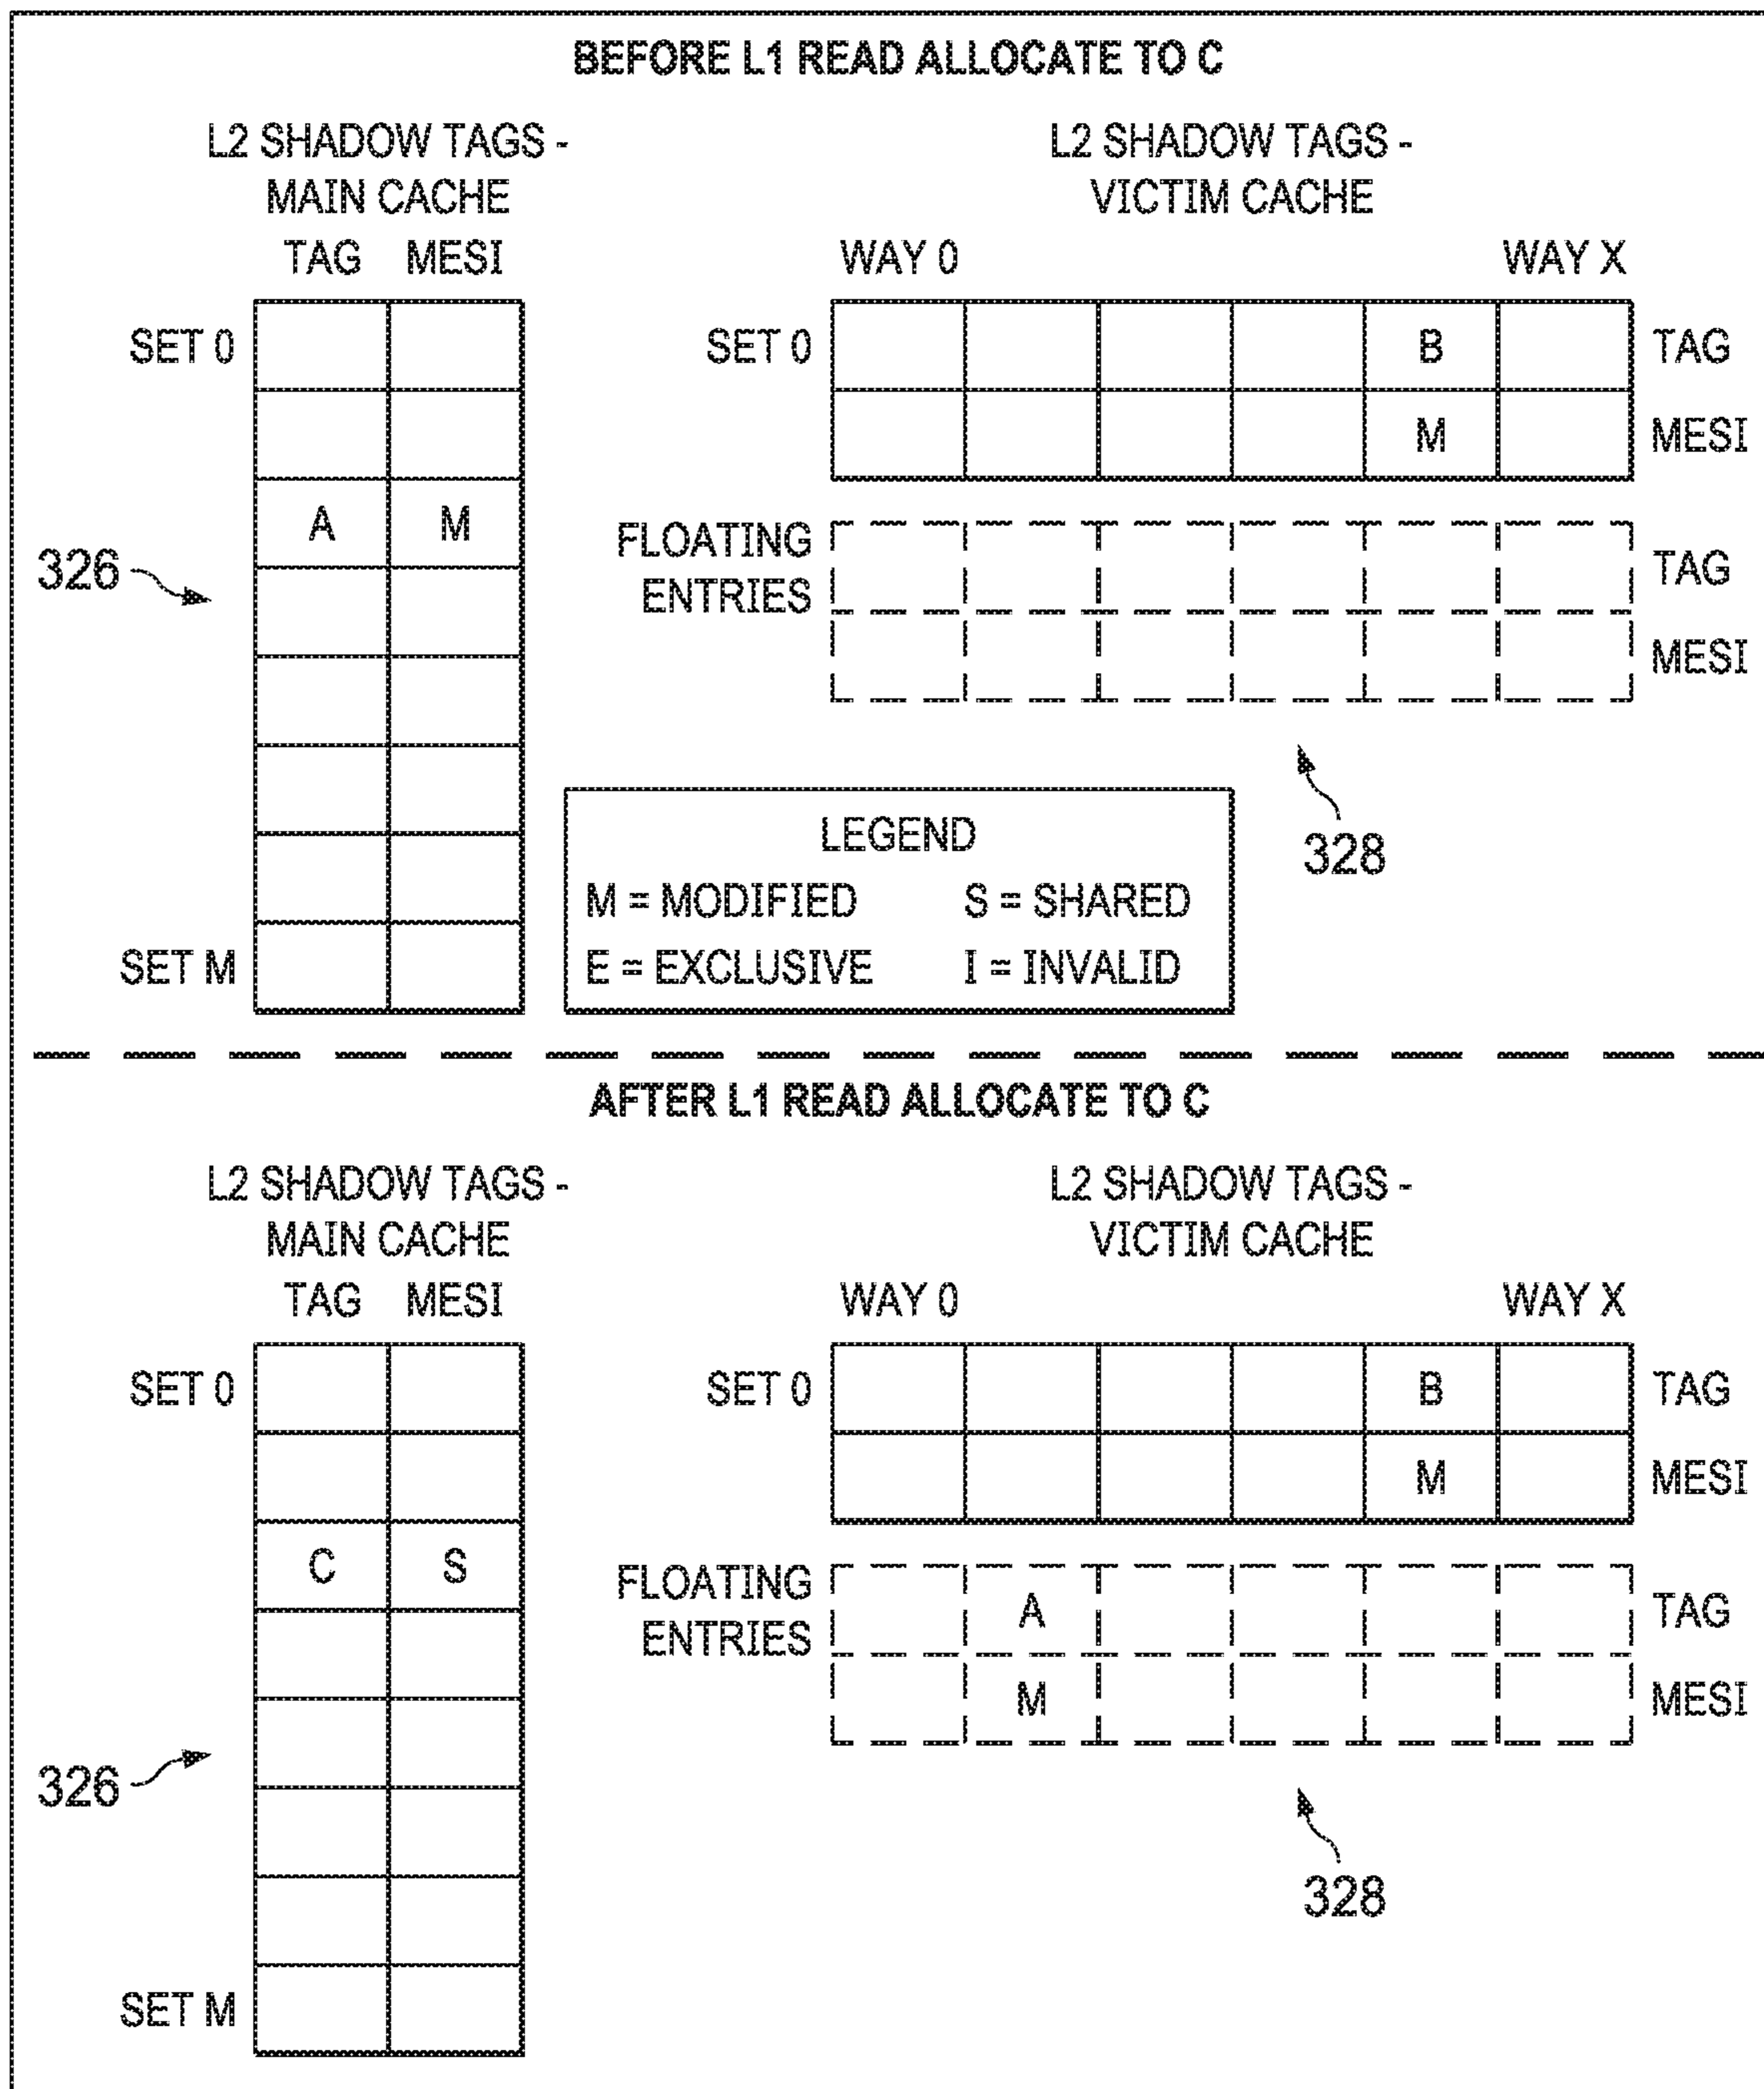 BEFORE L1 READ ALLOCATE TO C
L2 SHADOW TAGS -
MAIN CACHE
L2 SHADOW TAGS -
VICTIM CACHE
TAG MESI
WAY 0 WAY X
SET 0
SET 0 B TAG
M MESI
A M
FLOATING
ENTRIES
TAG
MESI
326
328
LEGEND
M = MODIFIED S = SHARED
E = EXCLUSIVE I = INVALID
SET M
AFTER L1 READ ALLOCATE TO C
L2 SHADOW TAGS -
MAIN CACHE
L2 SHADOW TAGS -
VICTIM CACHE
TAG MESI
WAY 0 WAY X
SET 0
SET 0 B TAG
M MESI
C S
FLOATING
ENTRIES
A TAG
M MESI
326
328
SET M